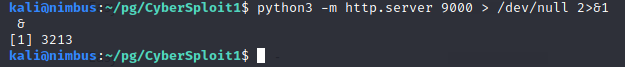 kali@nimbus:~/pg/CyberSploit1$ python3 -m http.server 9000 > /dev/null 2>&1
 &
[1] 3213
kali@nimbus:~/pg/CyberSploit1$